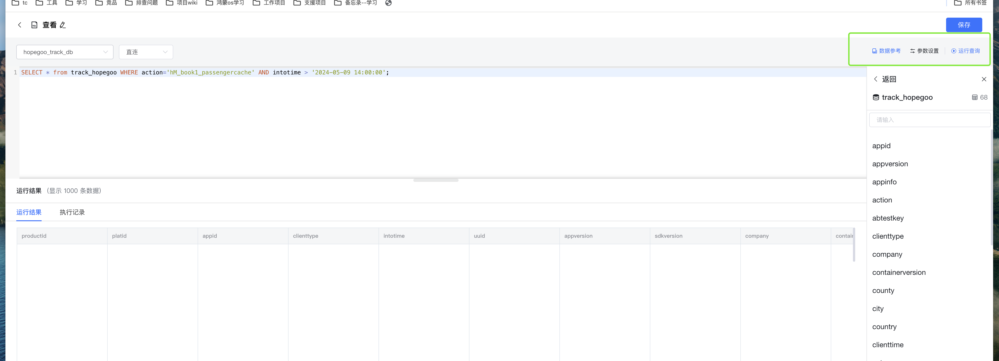 tc 工具 学习 竞品 排查问题 项目wiki 鸿蒙os学习 工作项目 支援项目 备忘录--学习 所有书签
查看 保存
hopegoo_track_db 直连 数据参考 参数设置 运行查询
1 SELECT * from track_hopegoo WHERE action='hM_book1_passengercache' AND intotime > '2024-05-09 14:00:00';
返回
track_hopegoo 68
请输入
appid
appversion
appinfo
action
abtestkey
clienttype
company
containerversion
county
city
country
clienttime
运行结果 (显示 1000 条数据)
运行结果 执行记录
productid platid appid clienttype intotime uuid appversion sdkversion company